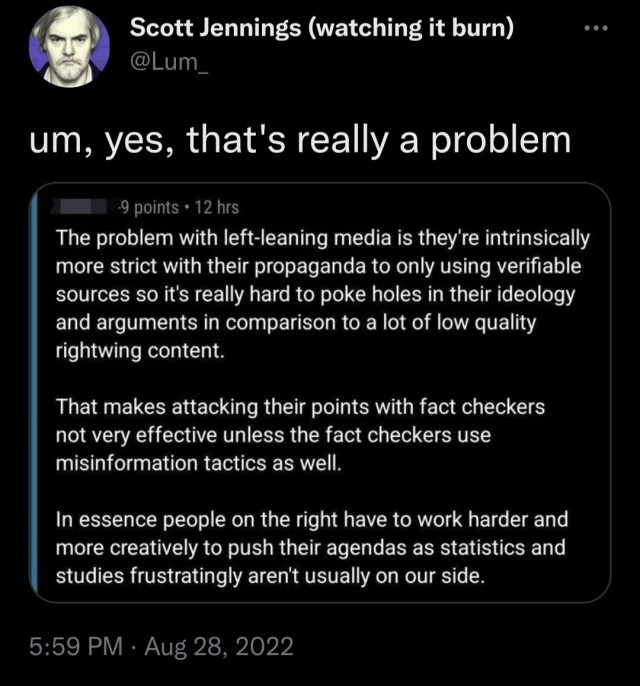 Scott Jennings (watching it burn)
@Lum_
um, yes, that's really a problem
-9 points • 12 hrs
The problem with left-leaning media is they're intrinsically
more strict with their propaganda to only using verifiable
sources so it's really hard to poke holes in their ideology
and arguments in comparison to a lot of low quality
rightwing content.
That makes attacking their points with fact checkers
not very effective unless the fact checkers use
misinformation tactics as well.
In essence people on the right have to work harder and
more creatively to push their agendas as statistics and
studies frustratingly aren't usually on our side.
5:59 PM · Aug 28, 2022